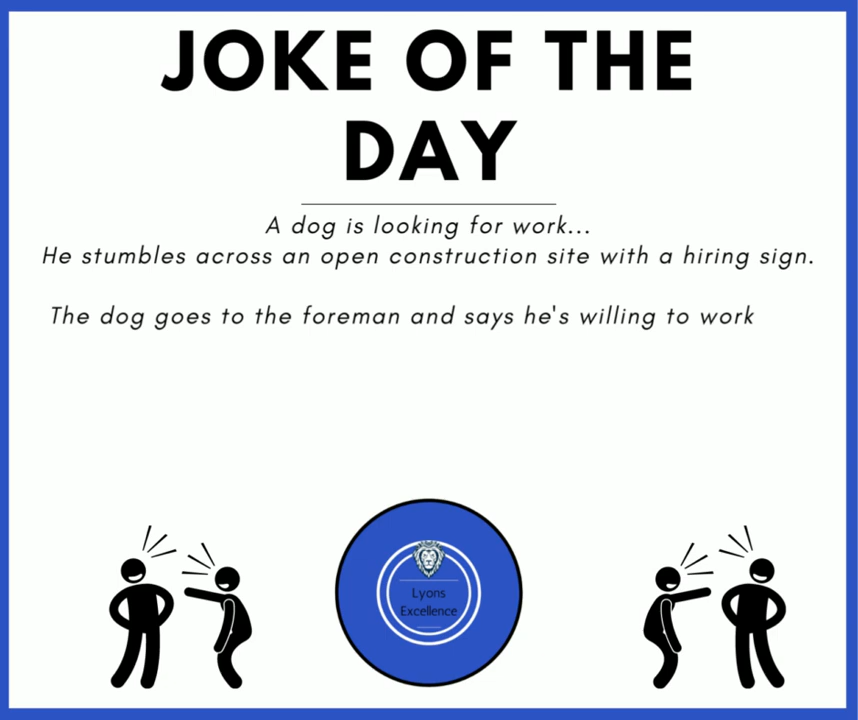 JOKE OF THE
DAY
A dog is looking for work...
He stumbles across an open construction site with a hiring sign.
The dog goes to the foreman and says he's willing to work
Lyons
Excellence